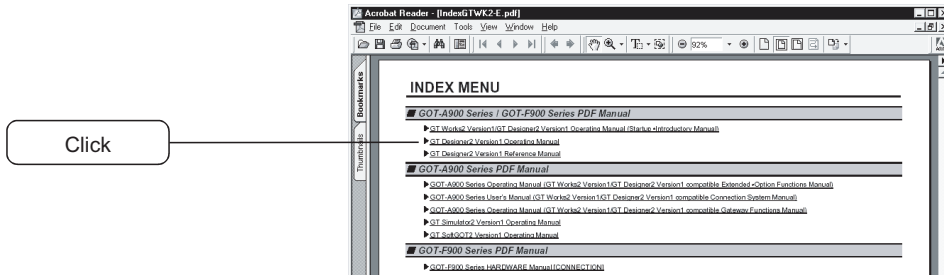 Acrobat Reader - [IndexGTWK2-E.pdf]
File Edit Document Tools View Window Help
92%
Bookmarks
Thumbnails
INDEX MENU
GOT-A900 Series / GOT-F900 Series PDF Manual
GT Works2 Version1/GT Designer2 Version1 Operating Manual (Startup •Introductory Manual)
Click
GT Designer2 Version1 Operating Manual
GT Designer2 Version1 Reference Manual
GOT-A900 Series PDF Manual
GOT-A900 Series Operating Manual (GT Works2 Version1/GT Designer2 Version1 compatible Extended •Option Functions Manual)
GOT-A900 Series User's Manual (GT Works2 Version1/GT Designer2 Version1 compatible Connection System Manual)
GOT-A900 Series Operating Manual (GT Works2 Version1/GT Designer2 Version1 compatible Gateway Functions Manual)
GT Simulator2 Version1 Operating Manual
GT SoftGOT2 Version1 Operating Manual
GOT-F900 Series PDF Manual
GOT-F900 Series HARDWARE Manual [CONNECTION]